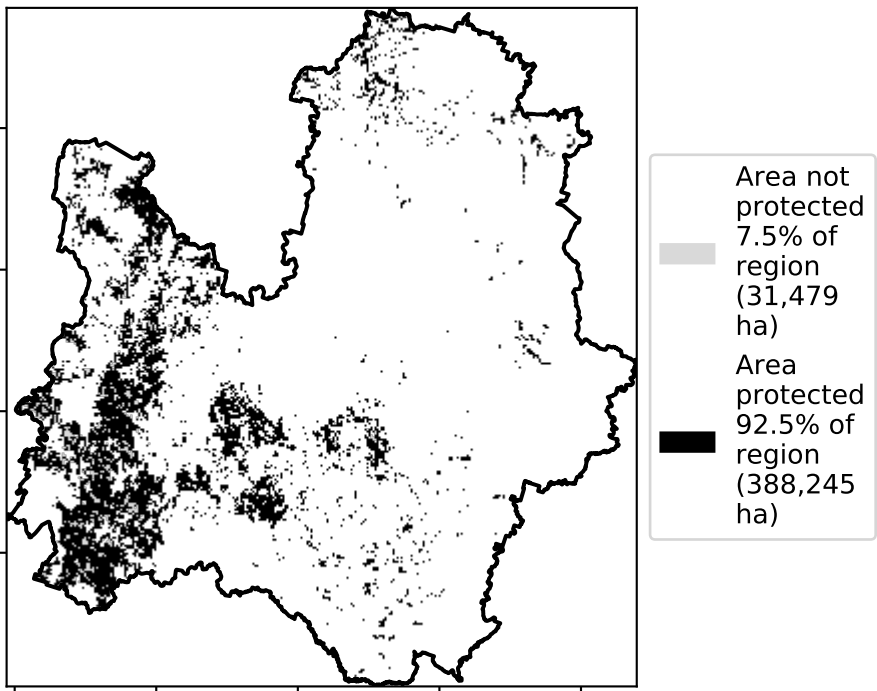 Area not
protected
7.5% of
region
(31,479
ha)
Area
protected
92.5% of
region
(388,245
ha)